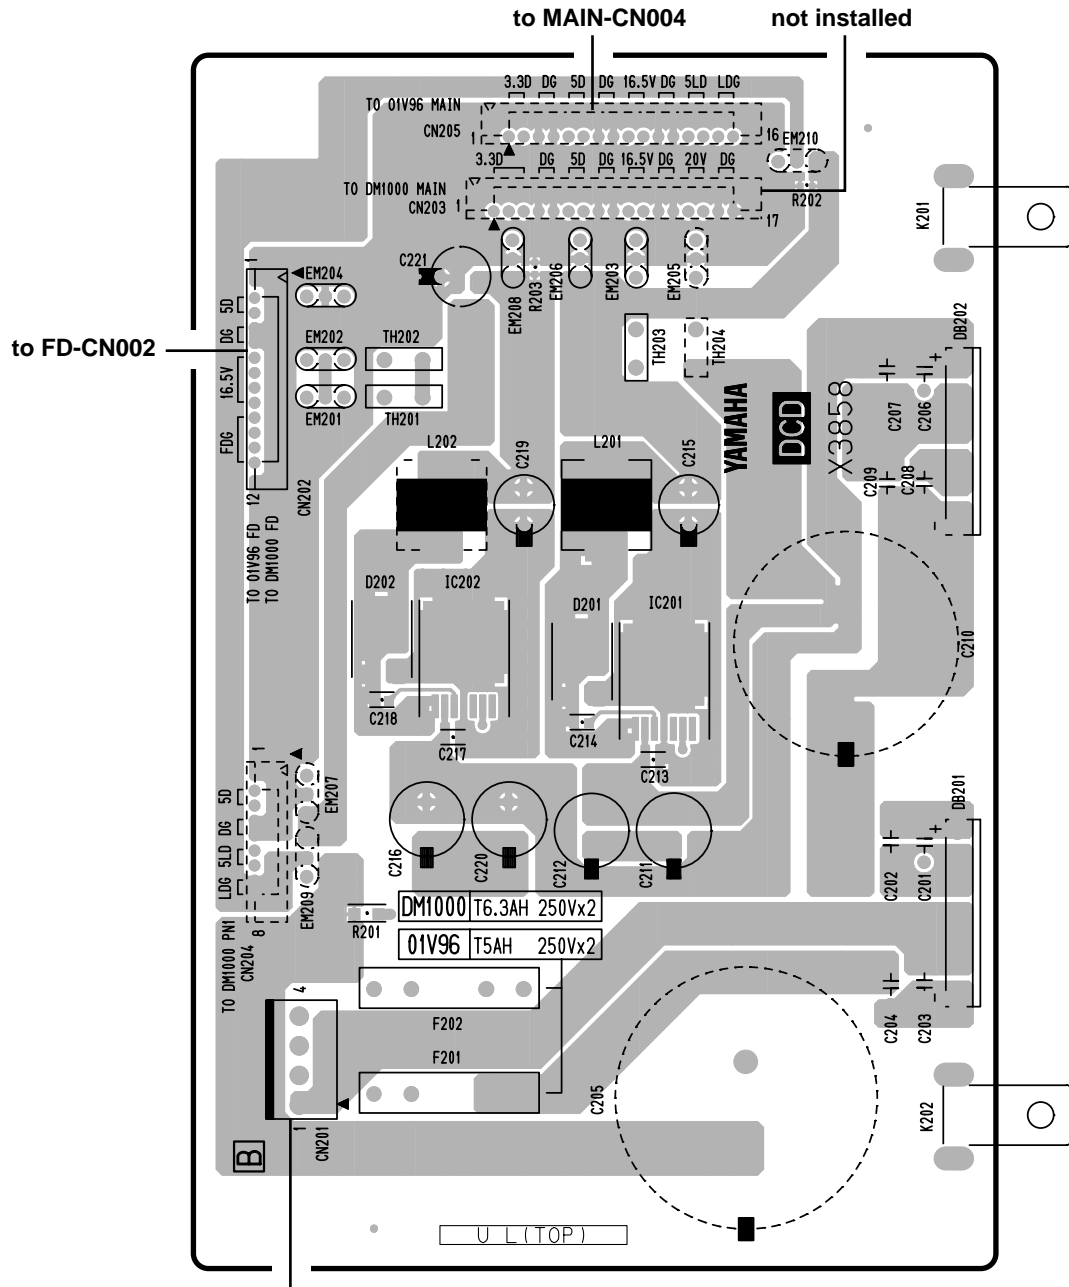 to MAIN-CN004 not installed
3.3D DG 5D DG 16.5V DG 5LD LDG
TO 01V96 MAIN
CN205
1 16
EM210
3.3D DG 5D DG 16.5V DG 20V DG
TO DM1000 MAIN
CN203
1 17
R202
K201
C221
EM208
R203
EM206
EM203
EM205
1
EM204
5D
DG
to FD-CN002
16.5V
FDG
EM202
TH202
EM201
TH201
TH203
TH204
12
CN202
TO 01V96 FD
TO DM1000 FD
YAMAHA
DCD
X3858
DB202
+
-
C207
C206
C209
C208
L202
C219
L201
C215
D202
IC202
D201
IC201
C210
C218
C217
C214
C213
1
5D
DG
5LD
LDG
8
EM207
EM209
TO DM1000 PN1
CN204
C216
C220
C212
C211
DB201
+
-
C202
C201
C204
C203
R201
DM1000 T6.3AH 250Vx2
01V96 T5AH 250Vx2
4
F202
F201
1
CN201
C205
K202
B
U L(TOP)